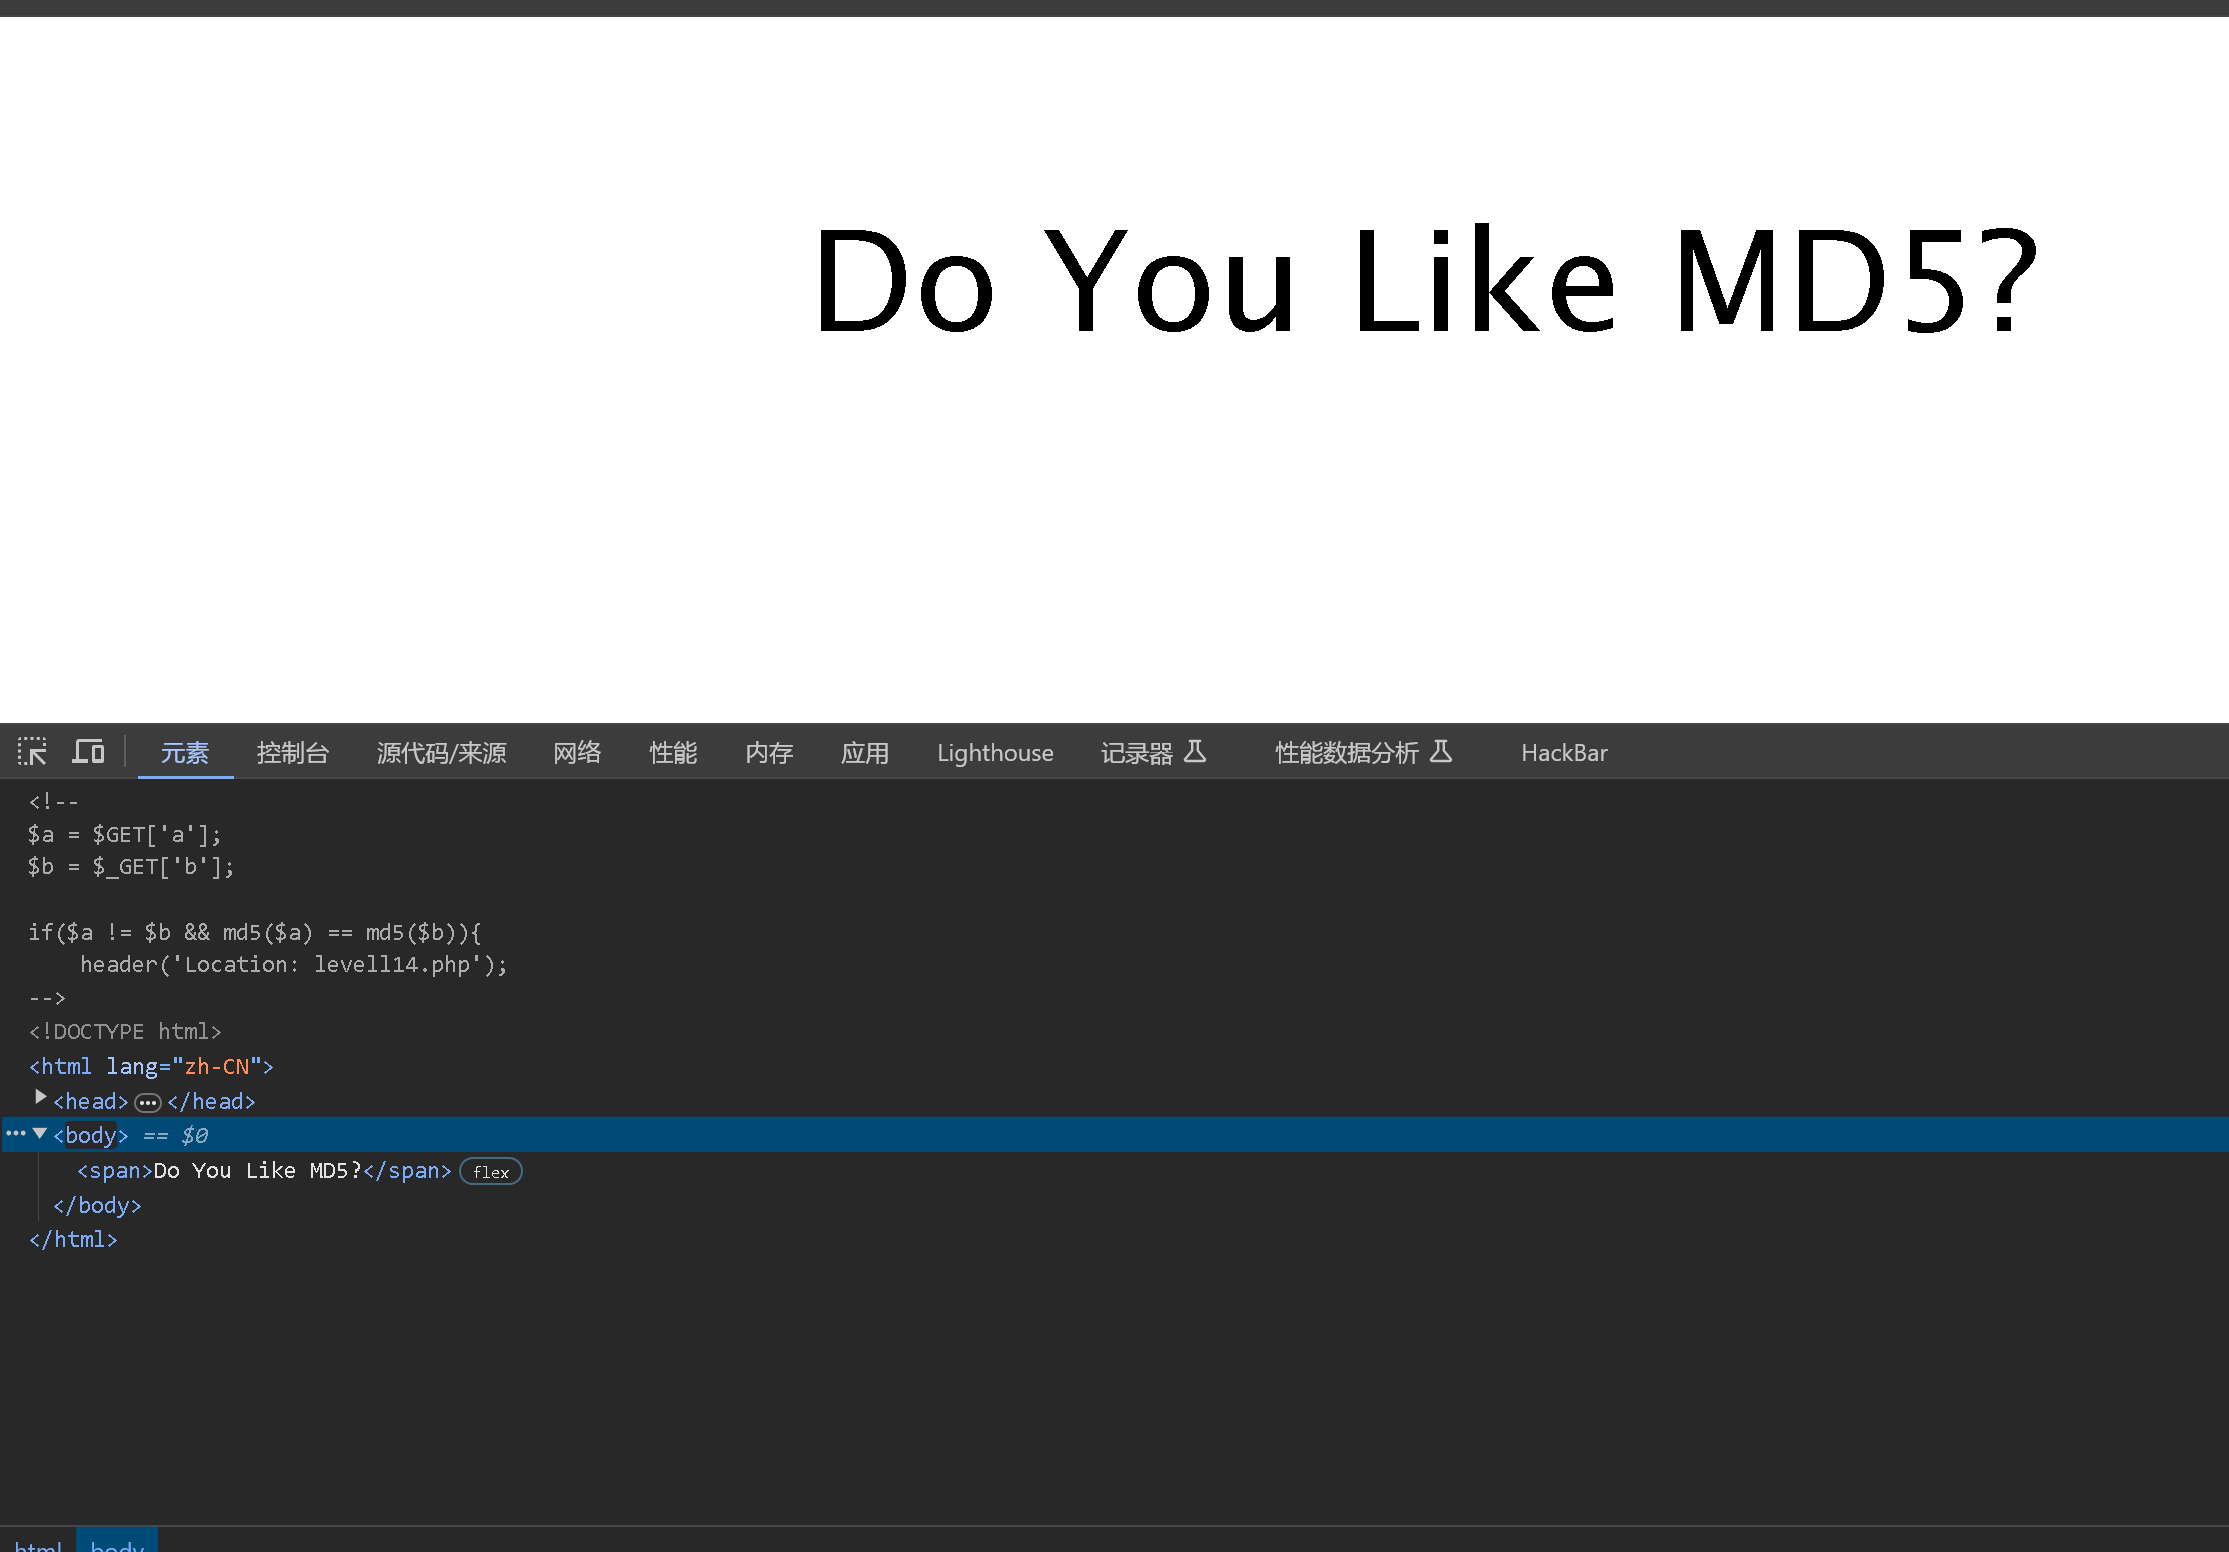 Do You Like MD5?
元素 控制台 源代码/来源 网络 性能 内存 应用 Lighthouse 记录器 性能数据分析 HackBar
<!--
$a = $GET['a'];
$b = $_GET['b'];
if($a != $b && md5($a) == md5($b)){
header('Location: levell14.php');
-->
<!DOCTYPE html>
<html lang="zh-CN">
<head>…</head>
<body> == $0
<span>Do You Like MD5?</span> flex
</body>
</html>
html body